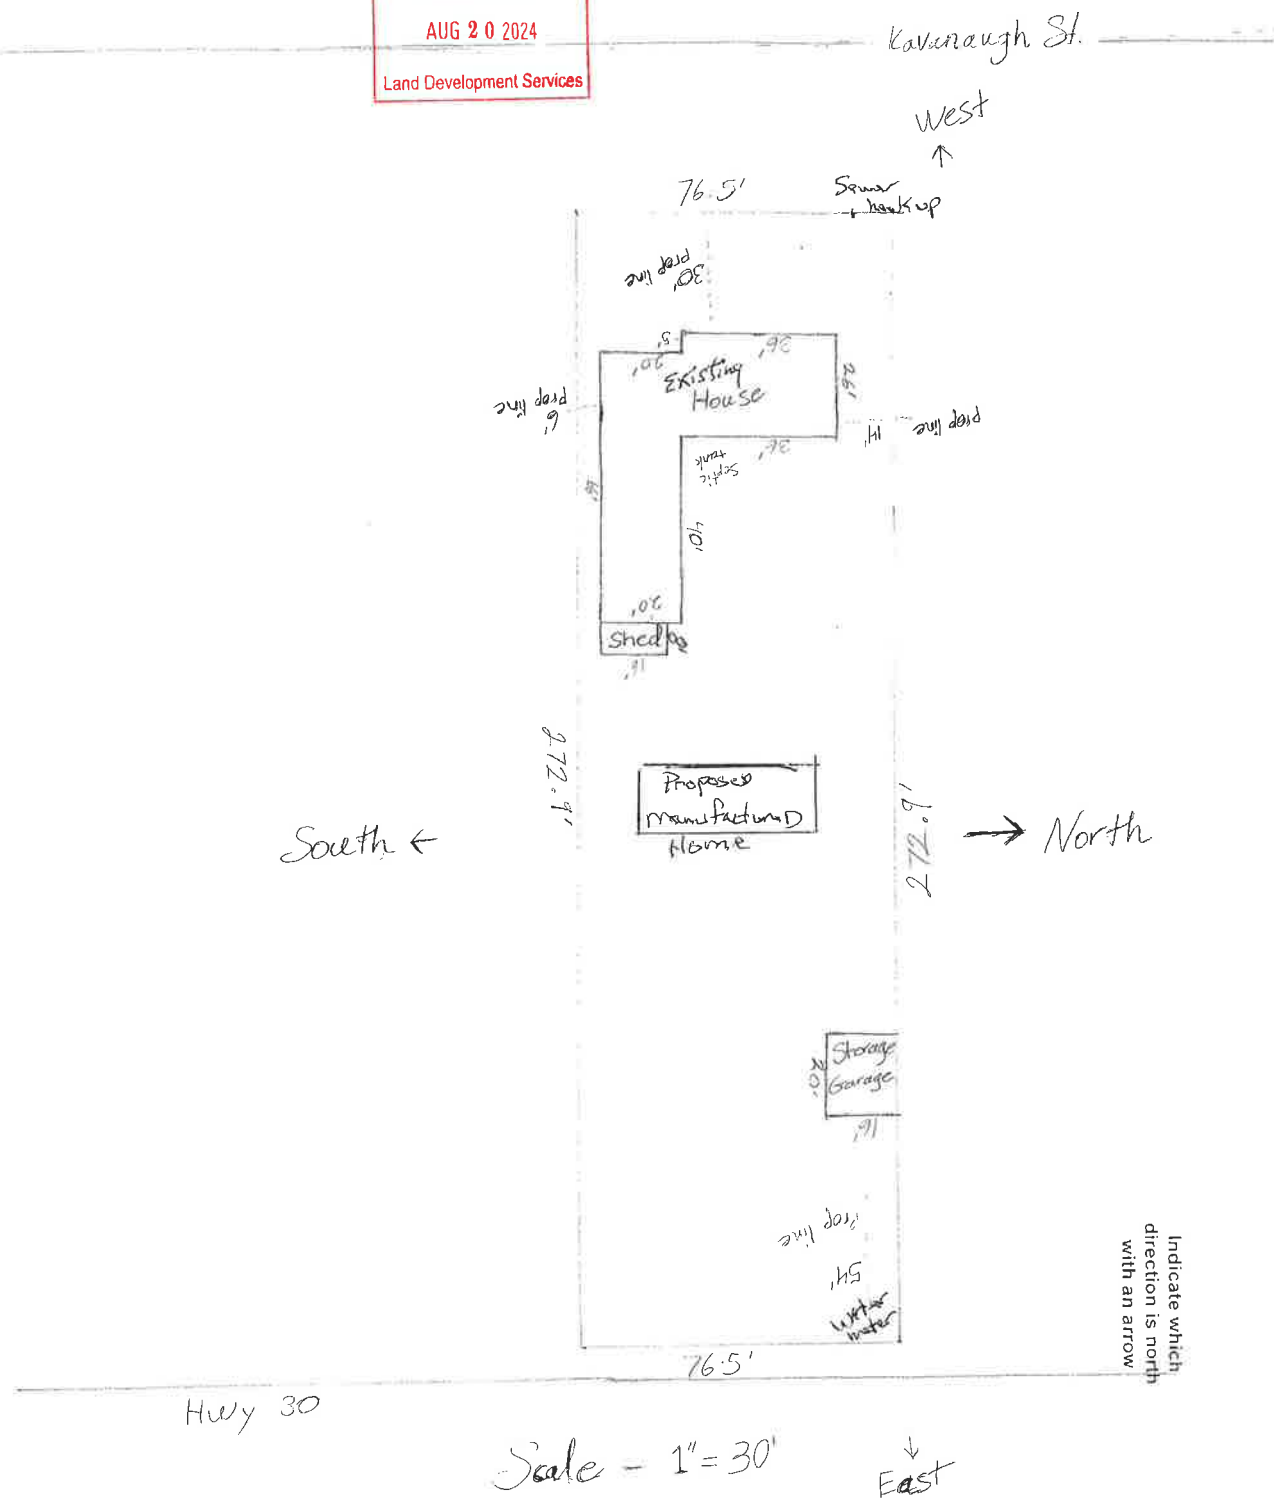 AUG 20 2024
Land Development Services
Kavanaugh St.
West
76.5'
Sewer
hookup
30'
prop line
5'
20'
36'
Existing
House
26'
6'
prop line
14'
prop line
36'
Septic
tank
66'
40'
20'
Shed
8'
16'
272.9'
272.9'
Proposed
manufactureD
Home
South
North
Storage
Garage
20'
16'
Prop line
54'
Water
meter
76.5'
Indicate which
direction is north
with an arrow
Hwy 30
Scale - 1"=30'
East